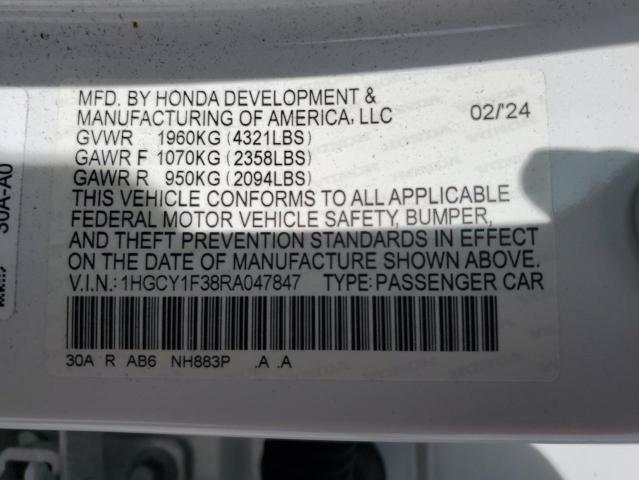 MFD. BY HONDA DEVELOPMENT &
MANUFACTURING OF AMERICA, LLC 02/'24
GVWR 1960KG (4321LBS)
GAWR F 1070KG (2358LBS)
GAWR R 950KG (2094LBS)
THIS VEHICLE CONFORMS TO ALL APPLICABLE
FEDERAL MOTOR VEHICLE SAFETY, BUMPER,
AND THEFT PREVENTION STANDARDS IN EFFECT
ON THE DATE OF MANUFACTURE SHOWN ABOVE.
V.I.N.: 1HGCY1F38RA047847 TYPE: PASSENGER CAR
30A R AB6 NH883P .A .A
30A-A0